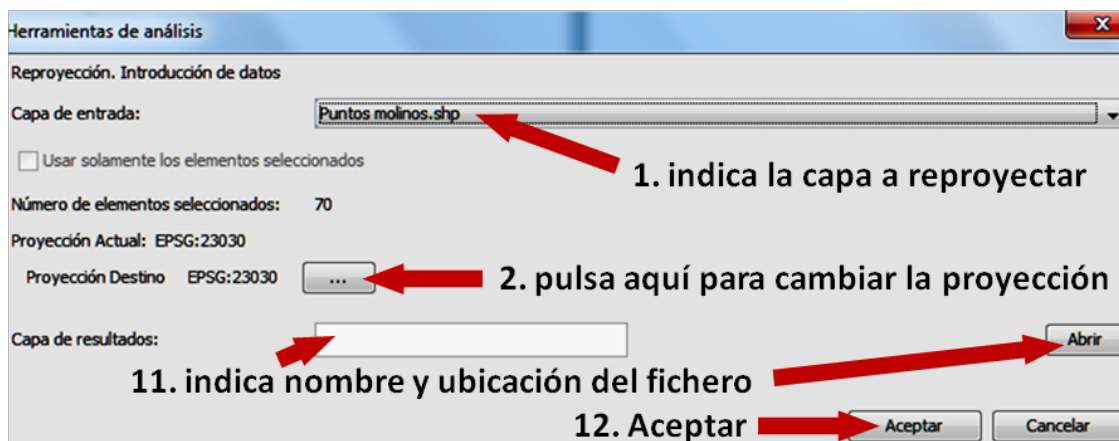 Herramientas de análisis
Reproyección. Introducción de datos
Capa de entrada: Puntos molinos.shp
Usar solamente los elementos seleccionados
1. indica la capa a reproyectar
Número de elementos seleccionados: 70
Proyección Actual: EPSG:23030
Proyección Destino EPSG:23030 ... 2. pulsa aquí para cambiar la proyección
Capa de resultados: Abrir
11. indica nombre y ubicación del fichero
12. Aceptar Aceptar Cancelar